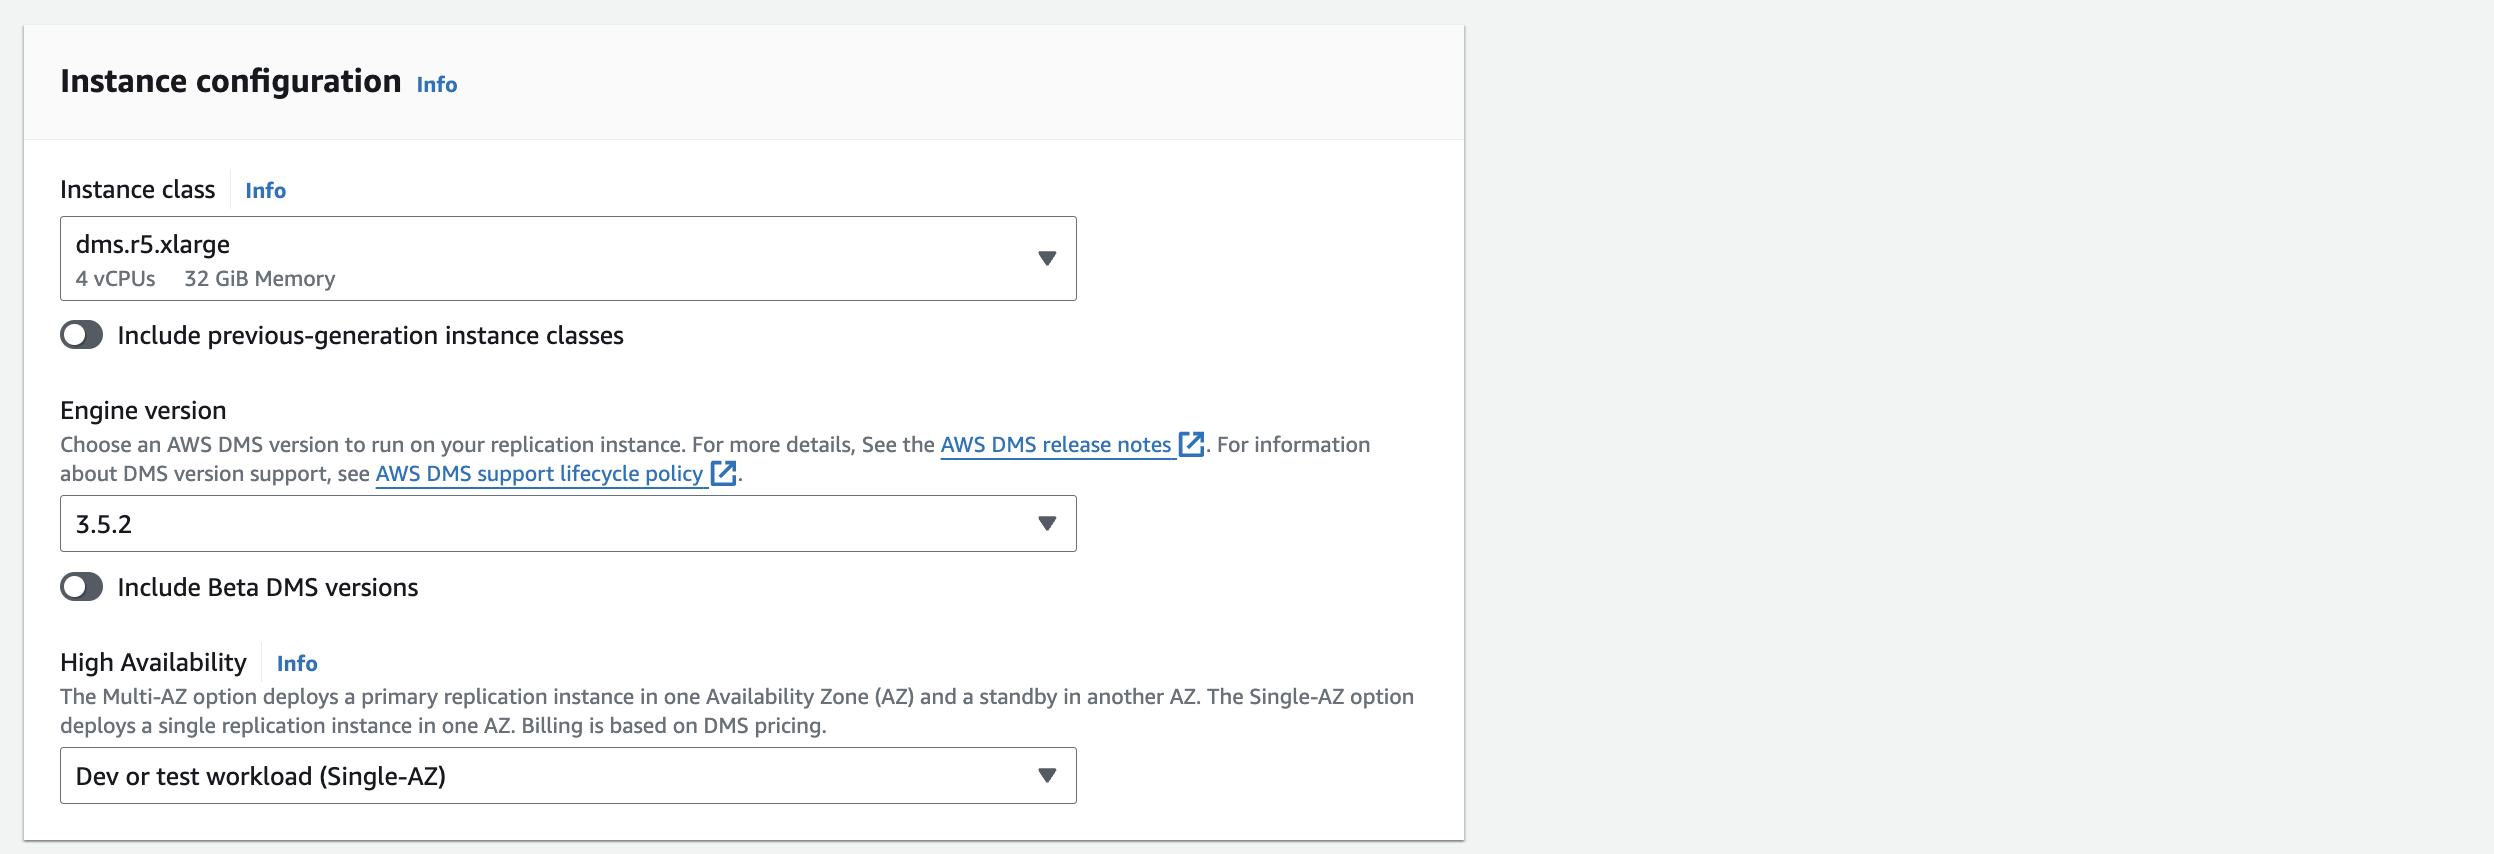 Instance configuration Info
Instance class Info
dms.r5.xlarge
4 vCPUs 32 GiB Memory
Include previous-generation instance classes
Engine version
Choose an AWS DMS version to run on your replication instance. For more details, See the AWS DMS release notes. For information
about DMS version support, see AWS DMS support lifecycle policy.
3.5.2
Include Beta DMS versions
High Availability Info
The Multi-AZ option deploys a primary replication instance in one Availability Zone (AZ) and a standby in another AZ. The Single-AZ option
deploys a single replication instance in one AZ. Billing is based on DMS pricing.
Dev or test workload (Single-AZ)